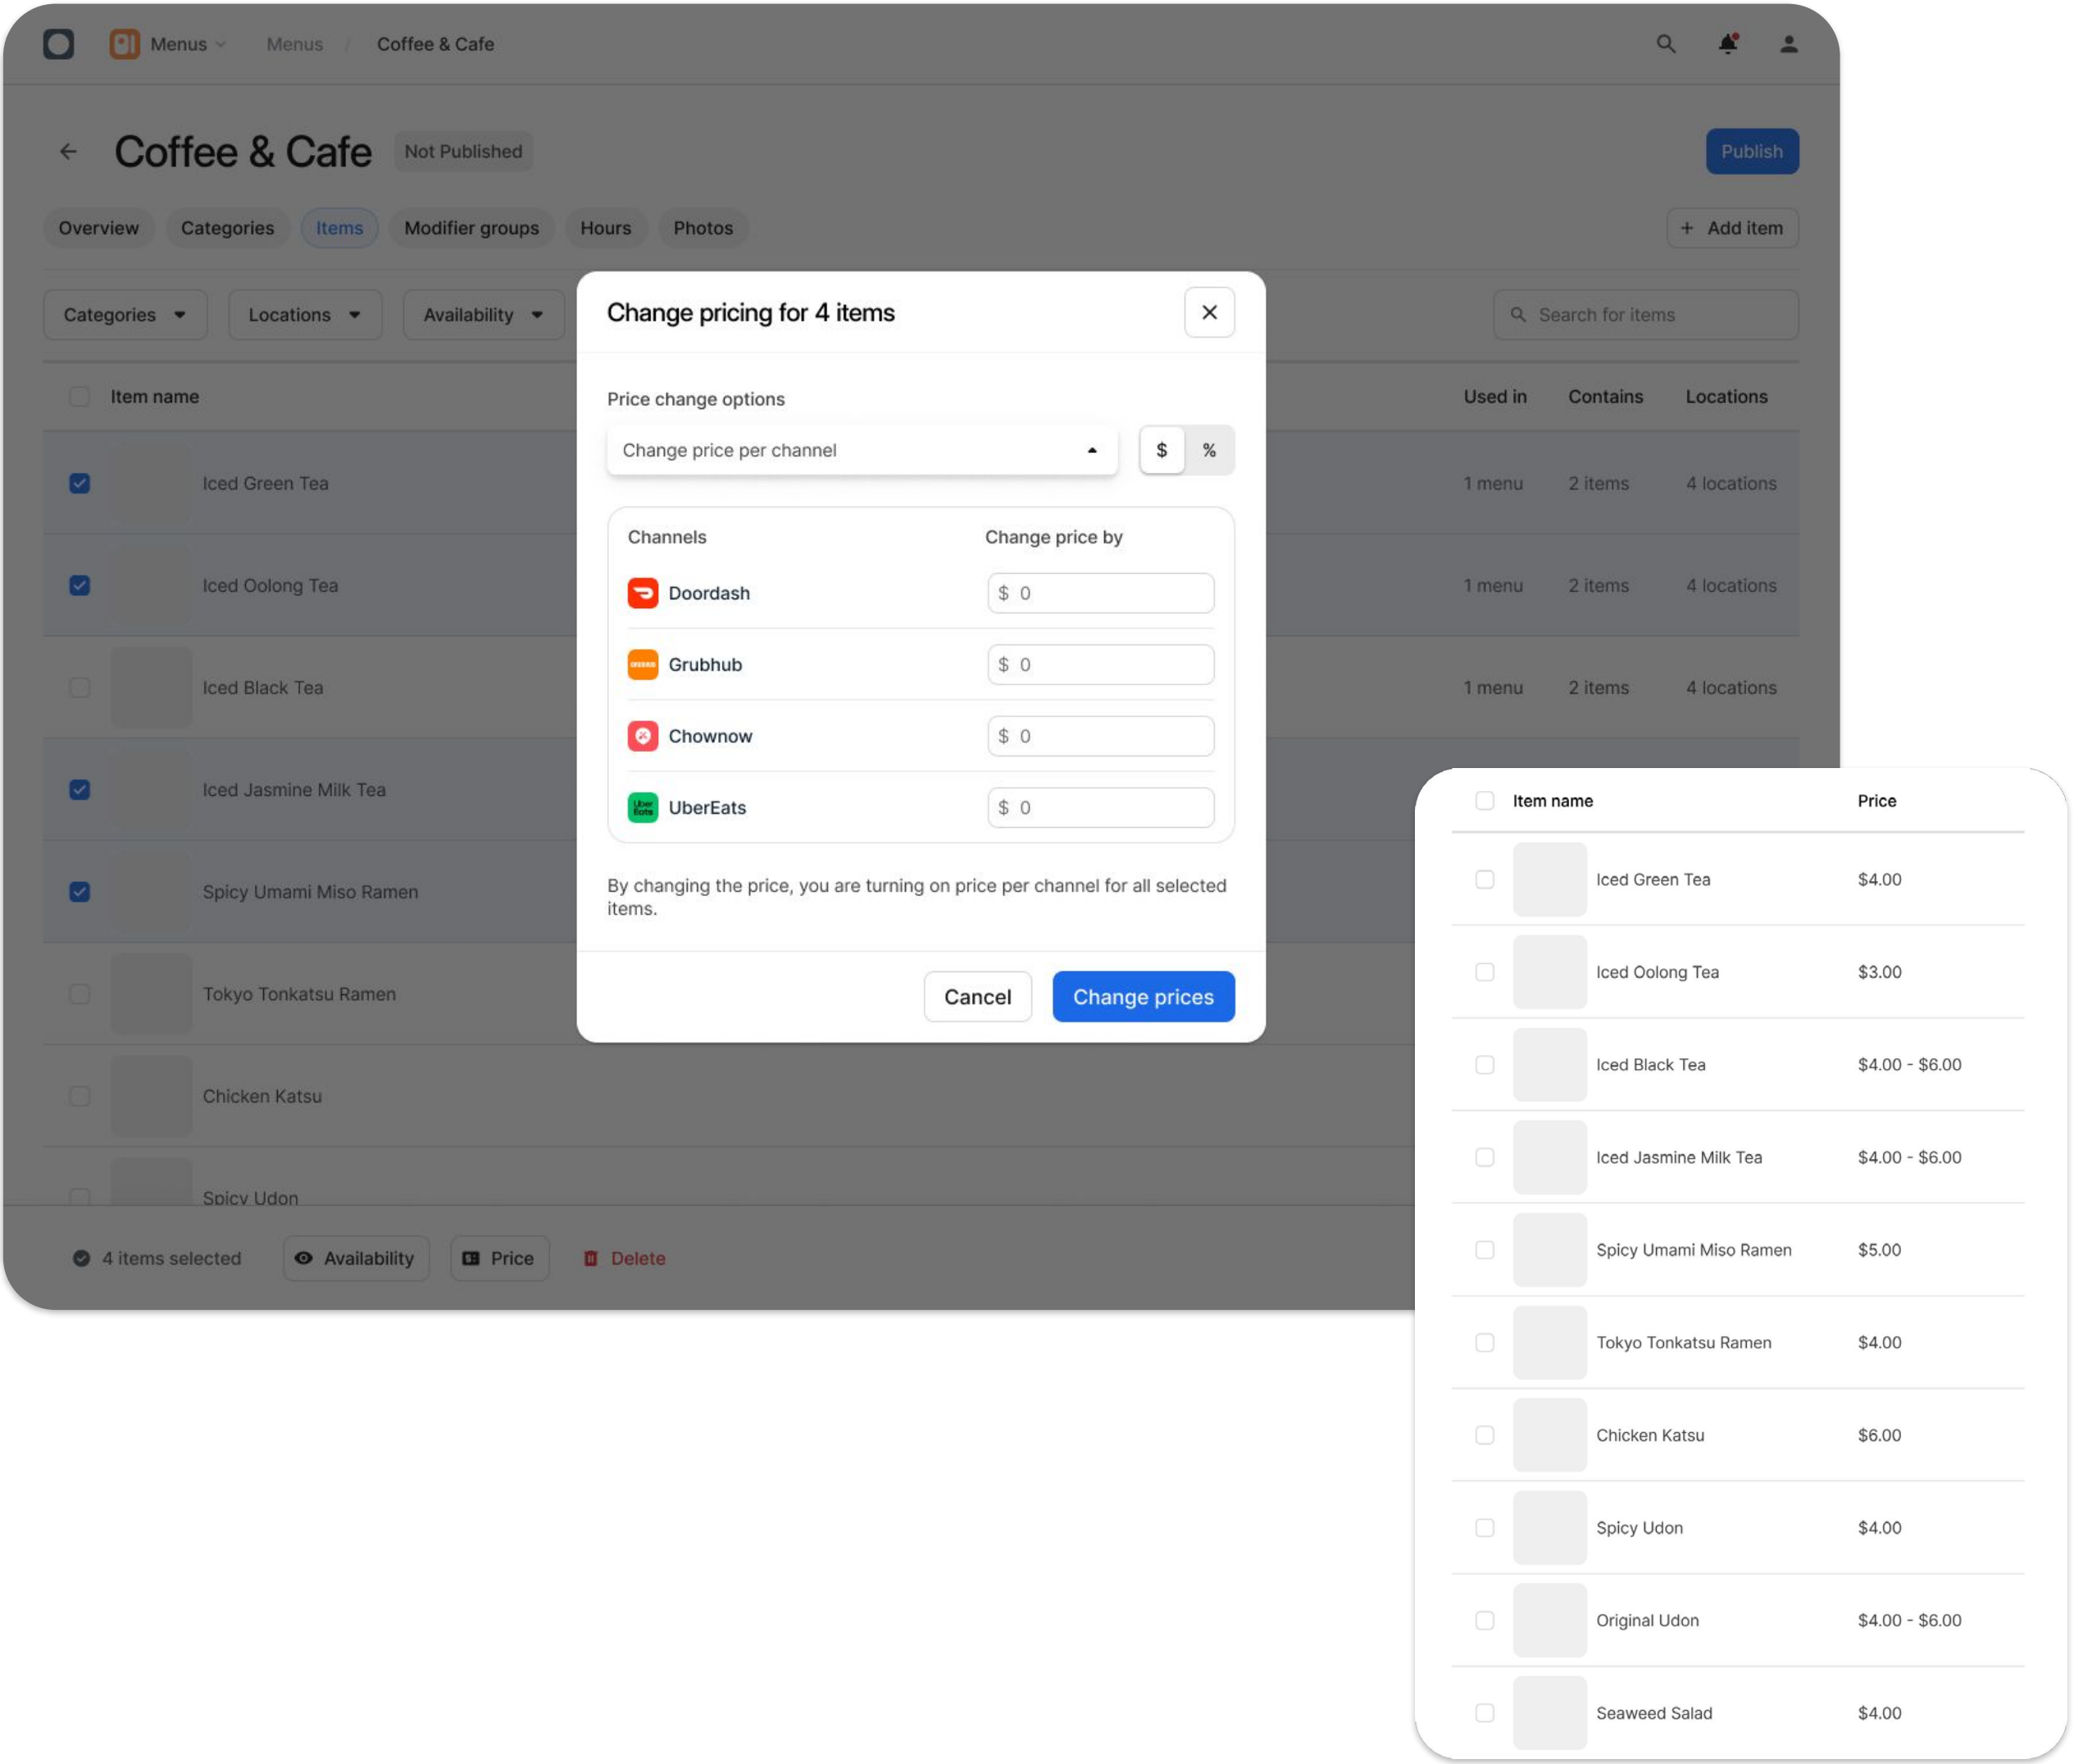 Menus
Menus / Coffee & Cafe
Coffee & Cafe
Not Published
Publish
Overview
Categories
Items
Modifier groups
Hours
Photos
+ Add item
Categories
Locations
Availability
Search for items
Item name
Used in
Contains
Locations
Iced Green Tea
1 menu
2 items
4 locations
Iced Oolong Tea
1 menu
2 items
4 locations
Iced Black Tea
1 menu
2 items
4 locations
Iced Jasmine Milk Tea
Spicy Umami Miso Ramen
Tokyo Tonkatsu Ramen
Chicken Katsu
Spicy Udon
4 items selected
Availability
Price
Delete
Change pricing for 4 items
Price change options
Change price per channel
$
%
Channels
Change price by
Doordash
$ 0
GRUBHUB
Grubhub
$ 0
Chownow
$ 0
Uber
Eats
UberEats
$ 0
By changing the price, you are turning on price per channel for all selected
items.
Cancel
Change prices
Item name
Price
Iced Green Tea
$4.00
Iced Oolong Tea
$3.00
Iced Black Tea
$4.00 - $6.00
Iced Jasmine Milk Tea
$4.00 - $6.00
Spicy Umami Miso Ramen
$5.00
Tokyo Tonkatsu Ramen
$4.00
Chicken Katsu
$6.00
Spicy Udon
$4.00
Original Udon
$4.00 - $6.00
Seaweed Salad
$4.00